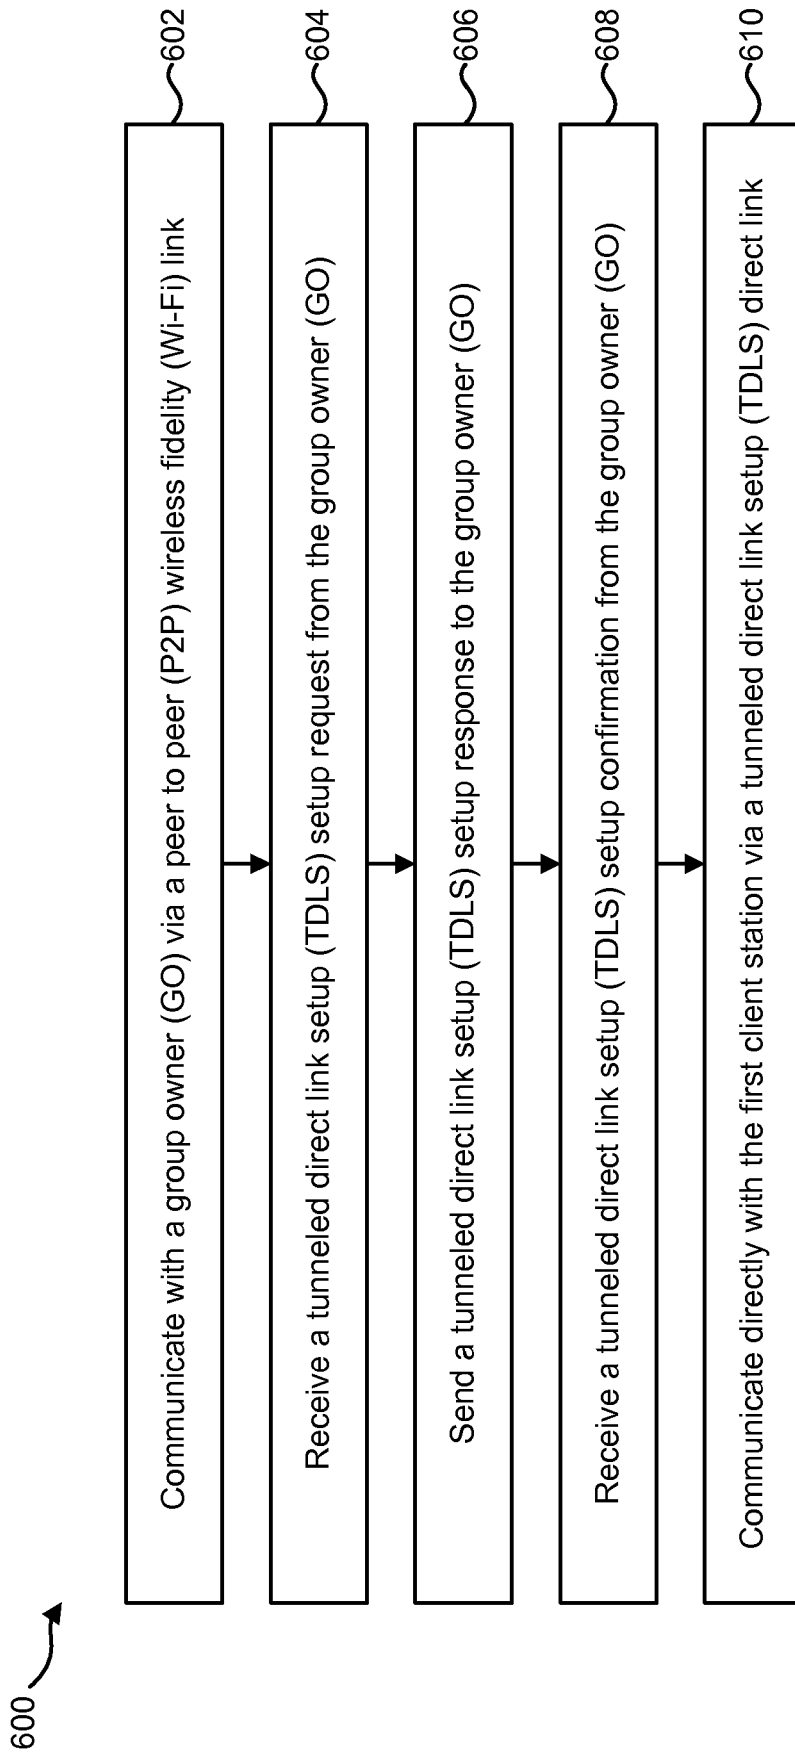 600
Communicate with a group owner (GO) via a peer to peer (P2P) wireless fidelity (Wi-Fi) link
602
Receive a tunneled direct link setup (TDLS) setup request from the group owner (GO)
604
Send a tunneled direct link setup (TDLS) setup response to the group owner (GO)
606
Receive a tunneled direct link setup (TDLS) setup confirmation from the group owner (GO)
608
Communicate directly with the first client station via a tunneled direct link setup (TDLS) direct link
610